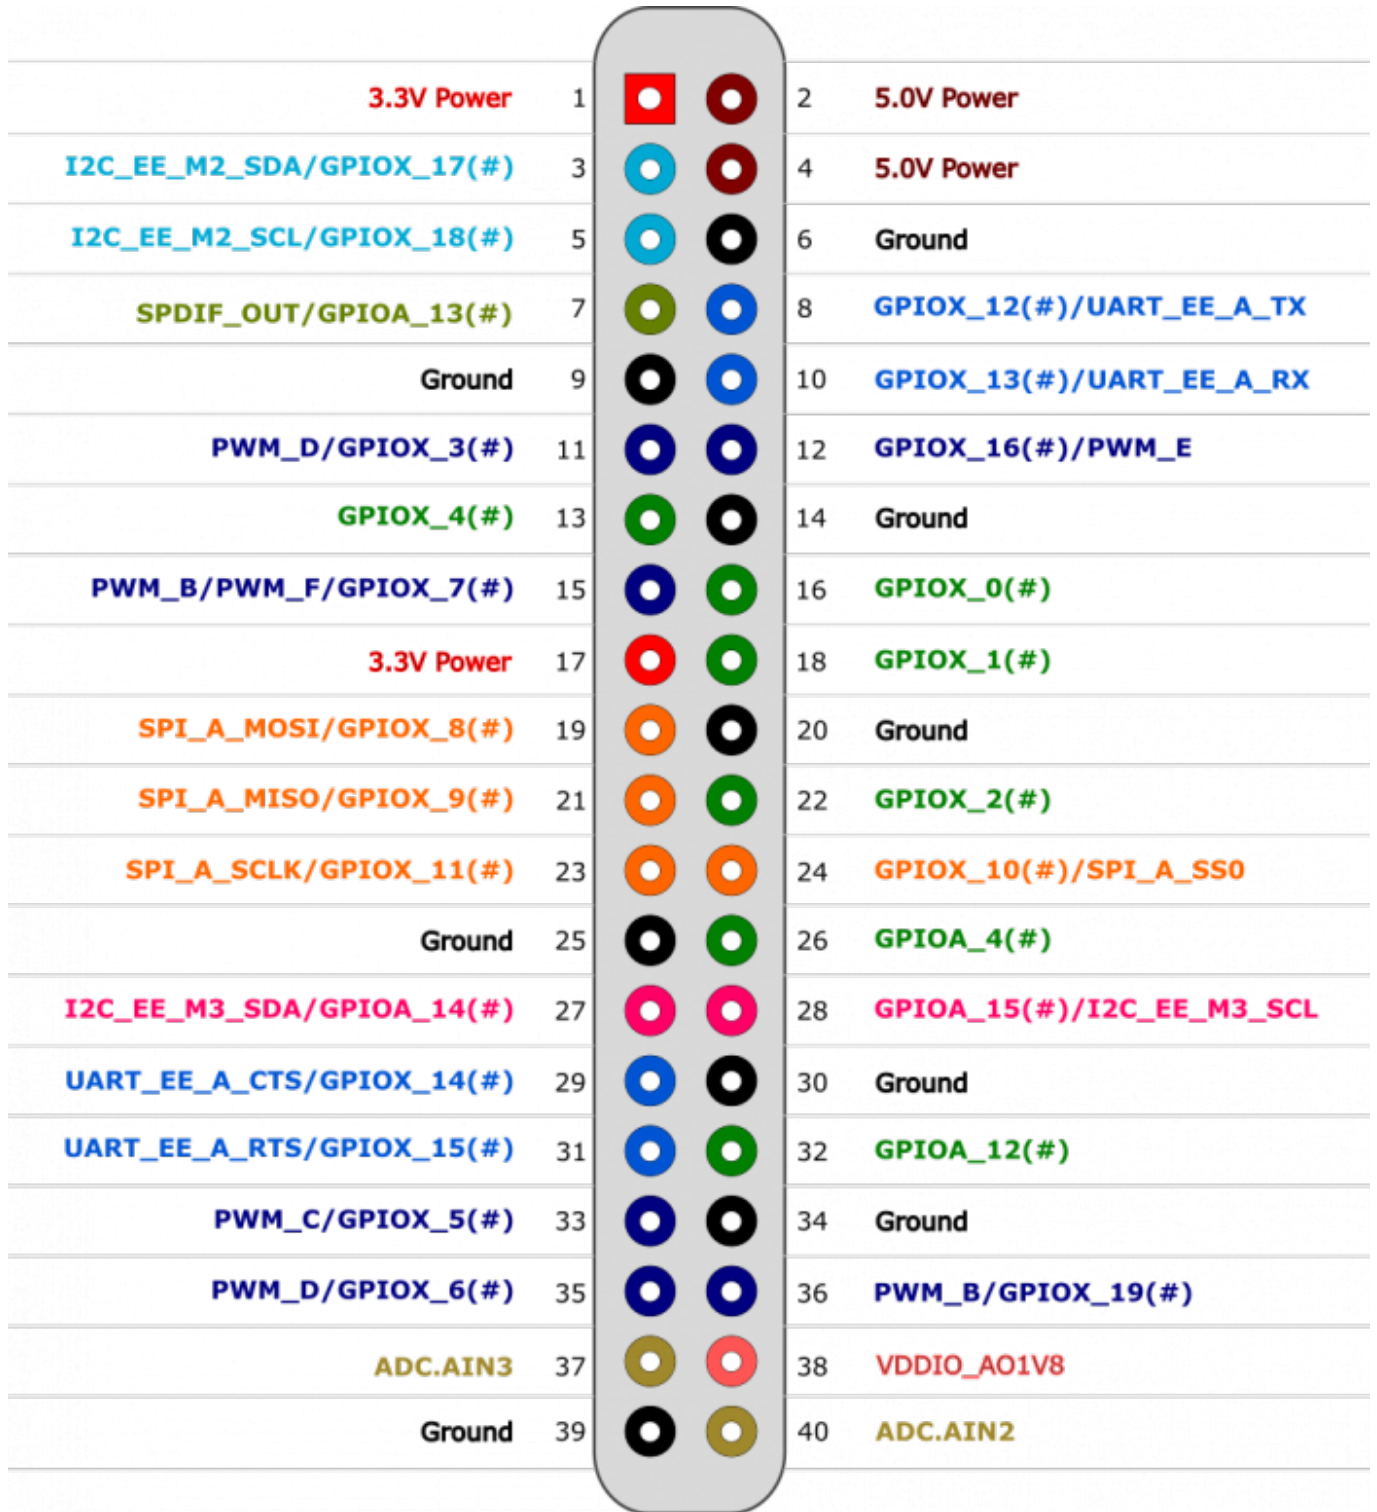 3.3V Power 1 2 5.0V Power
I2C_EE_M2_SDA/GPIOX_17(#) 3 4 5.0V Power
I2C_EE_M2_SCL/GPIOX_18(#) 5 6 Ground
SPDIF_OUT/GPIOA_13(#) 7 8 GPIOX_12(#)/UART_EE_A_TX
Ground 9 10 GPIOX_13(#)/UART_EE_A_RX
PWM_D/GPIOX_3(#) 11 12 GPIOX_16(#)/PWM_E
GPIOX_4(#) 13 14 Ground
PWM_B/PWM_F/GPIOX_7(#) 15 16 GPIOX_0(#)
3.3V Power 17 18 GPIOX_1(#)
SPI_A_MOSI/GPIOX_8(#) 19 20 Ground
SPI_A_MISO/GPIOX_9(#) 21 22 GPIOX_2(#)
SPI_A_SCLK/GPIOX_11(#) 23 24 GPIOX_10(#)/SPI_A_SS0
Ground 25 26 GPIOA_4(#)
I2C_EE_M3_SDA/GPIOA_14(#) 27 28 GPIOA_15(#)/I2C_EE_M3_SCL
UART_EE_A_CTS/GPIOX_14(#) 29 30 Ground
UART_EE_A_RTS/GPIOX_15(#) 31 32 GPIOA_12(#)
PWM_C/GPIOX_5(#) 33 34 Ground
PWM_D/GPIOX_6(#) 35 36 PWM_B/GPIOX_19(#)
ADC.AIN3 37 38 VDDIO_AO1V8
Ground 39 40 ADC.AIN2